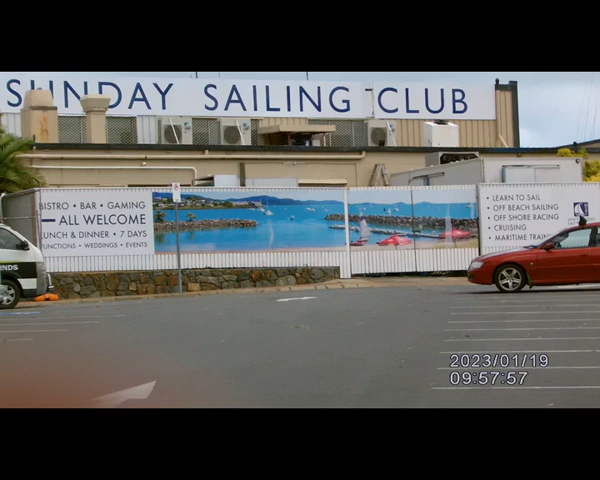 SUNDAY SAILING CLUB
BISTRO • BAR • GAMING
ALL WELCOME
LUNCH & DINNER • 7 DAYS
FUNCTIONS • WEDDINGS • EVENTS
• LEARN TO SAIL
• OFF BEACH SAILING
• OFF SHORE RACING
• CRUISING
• MARITIME
NDS
2023/01/19
09:57:57